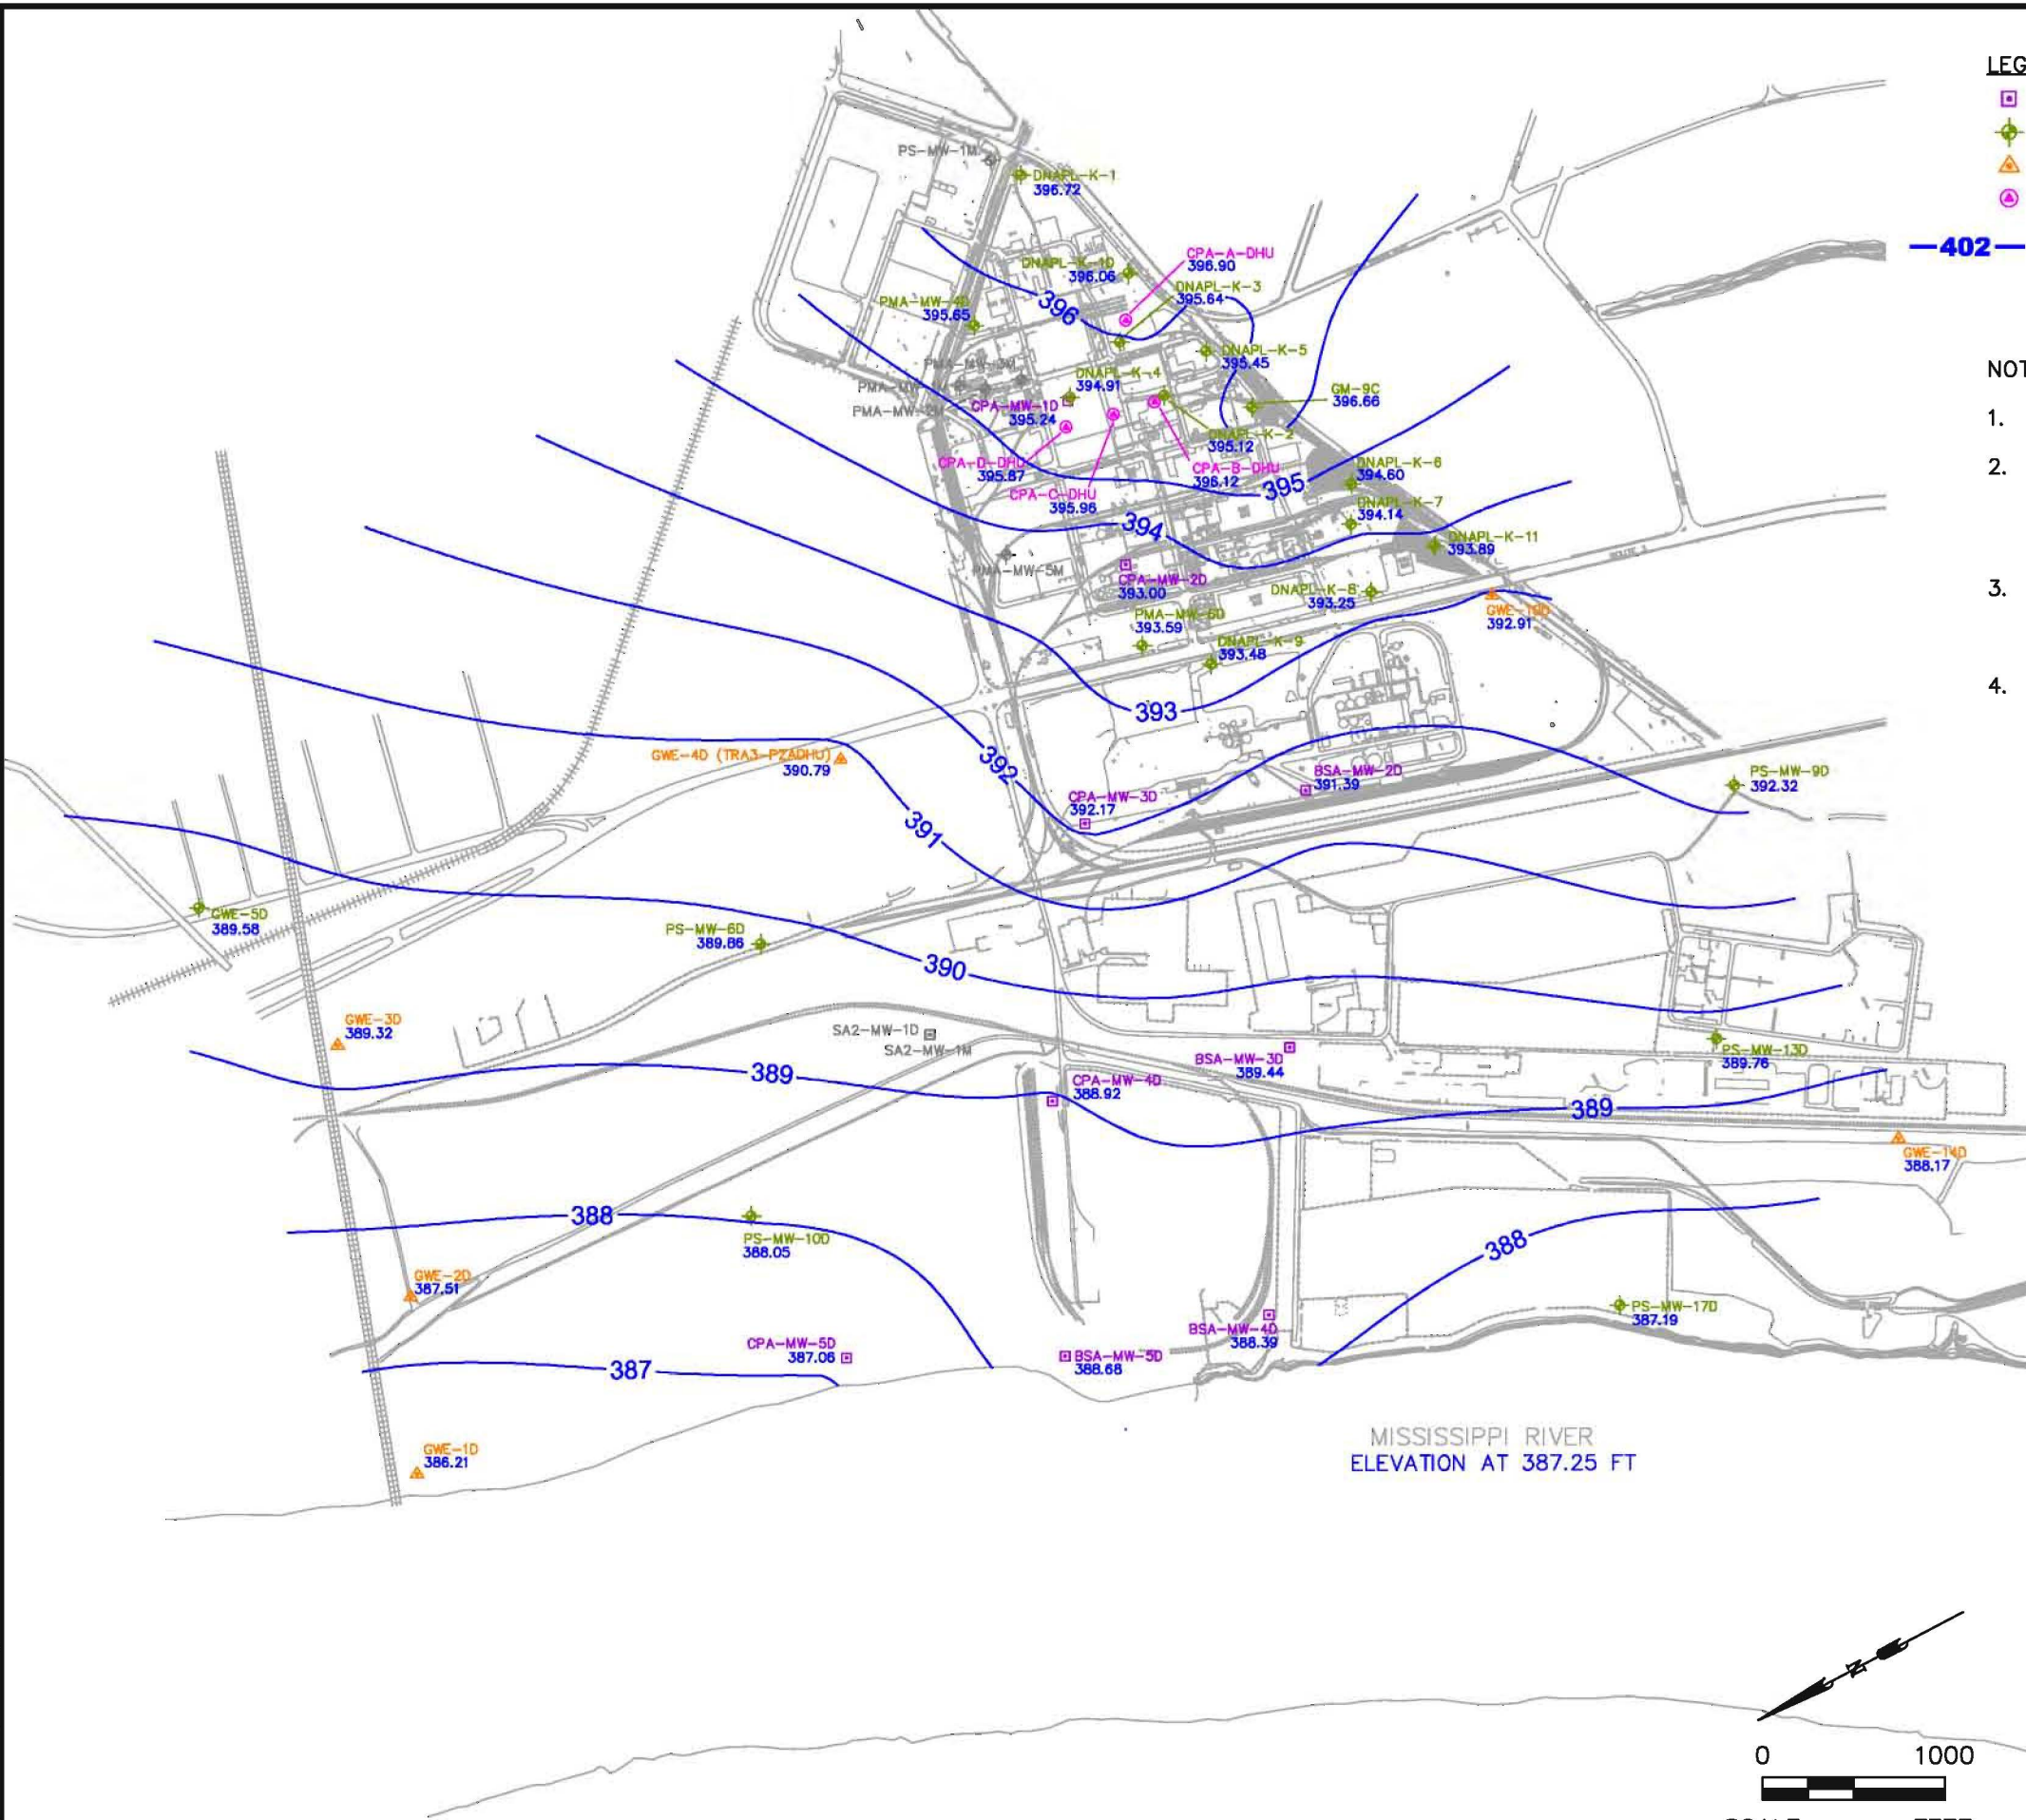 LEG
PS-MW-1M
DNAPL-K-1
396.72
402
CPA-A-DHU
396.90
DNAPL-K-10
396.06
DNAPL-K-3
395.64
PMA-MW-4D
395.65
396
DNAPL-K-5
395.45
PMA-MW-3M
NOT
DNAPL-K-4
394.91
GM-9C
396.66
CPA-MW-1D
395.24
1.
DNAPL-K-2
395.12
CPA-D-DHU
395.87
CPA-B-DHU
396.12
DNAPL-K-6
394.60
2.
CPA-C-DHU
395.96
395
DNAPL-K-7
394.14
394
DNAPL-K-11
393.89
PMA-MW-5M
CPA-MW-2D
393.00
DNAPL-K-8
393.25
3.
GWE-10D
392.91
PMA-MW-6D
393.59
DNAPL-K-9
393.48
4.
393
GWE-4D (TRA3-PZADHU)
390.79
392
BSA-MW-2D
391.39
PS-MW-9D
392.32
CPA-MW-3D
392.17
391
GWE-5D
389.58
PS-MW-6D
389.86
390
GWE-3D
389.32
SA2-MW-1D
SA2-MW-1M
BSA-MW-3D
389.44
PS-MW-13D
389.76
389
CPA-MW-4D
388.92
389
GWE-14D
388.17
388
PS-MW-10D
388.05
388
GWE-2D
387.51
PS-MW-17D
387.19
BSA-MW-4D
388.39
CPA-MW-5D
387.06
BSA-MW-5D
388.68
387
MISSISSIPPI RIVER
ELEVATION AT 387.25 FT
GWE-1D
386.21
N
0 1000